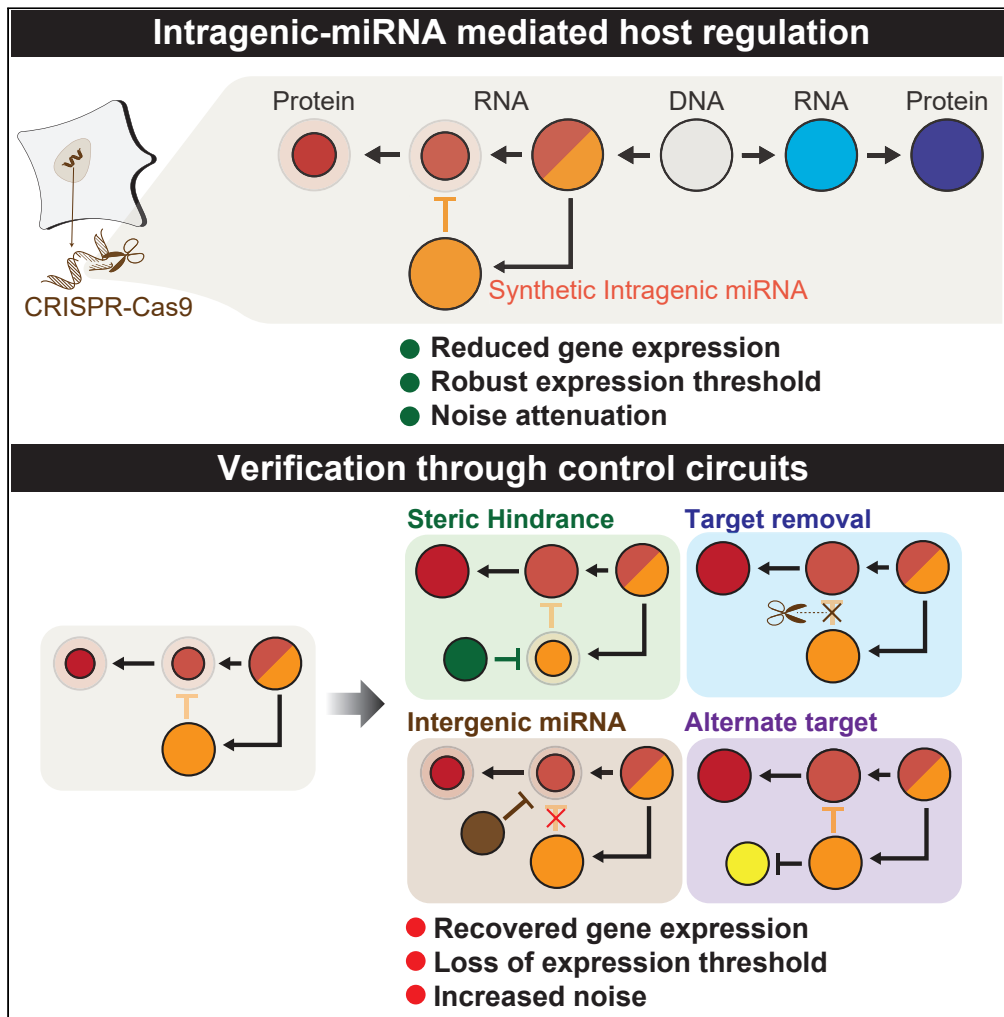 Intragenic-miRNA mediated host regulation
Protein RNA DNA RNA Protein
CRISPR-Cas9
Synthetic Intragenic miRNA
Reduced gene expression
Robust expression threshold
Noise attenuation
Verification through control circuits
Steric Hindrance
Target removal
Intergenic miRNA
Alternate target
Recovered gene expression
Loss of expression threshold
Increased noise